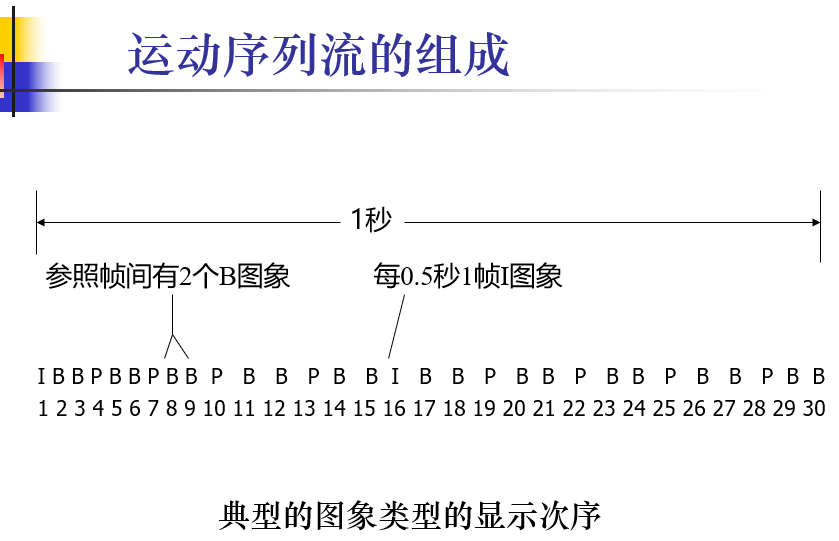 运动序列流的组成
1秒
参照帧间有2个B图象 每0.5秒1帧I图象
I B B P B B P B B P B B P B B I B B P B B P B B P B B P B B
1 2 3 4 5 6 7 8 9 10 11 12 13 14 15 16 17 18 19 20 21 22 23 24 25 26 27 28 29 30
典型的图象类型的显示次序